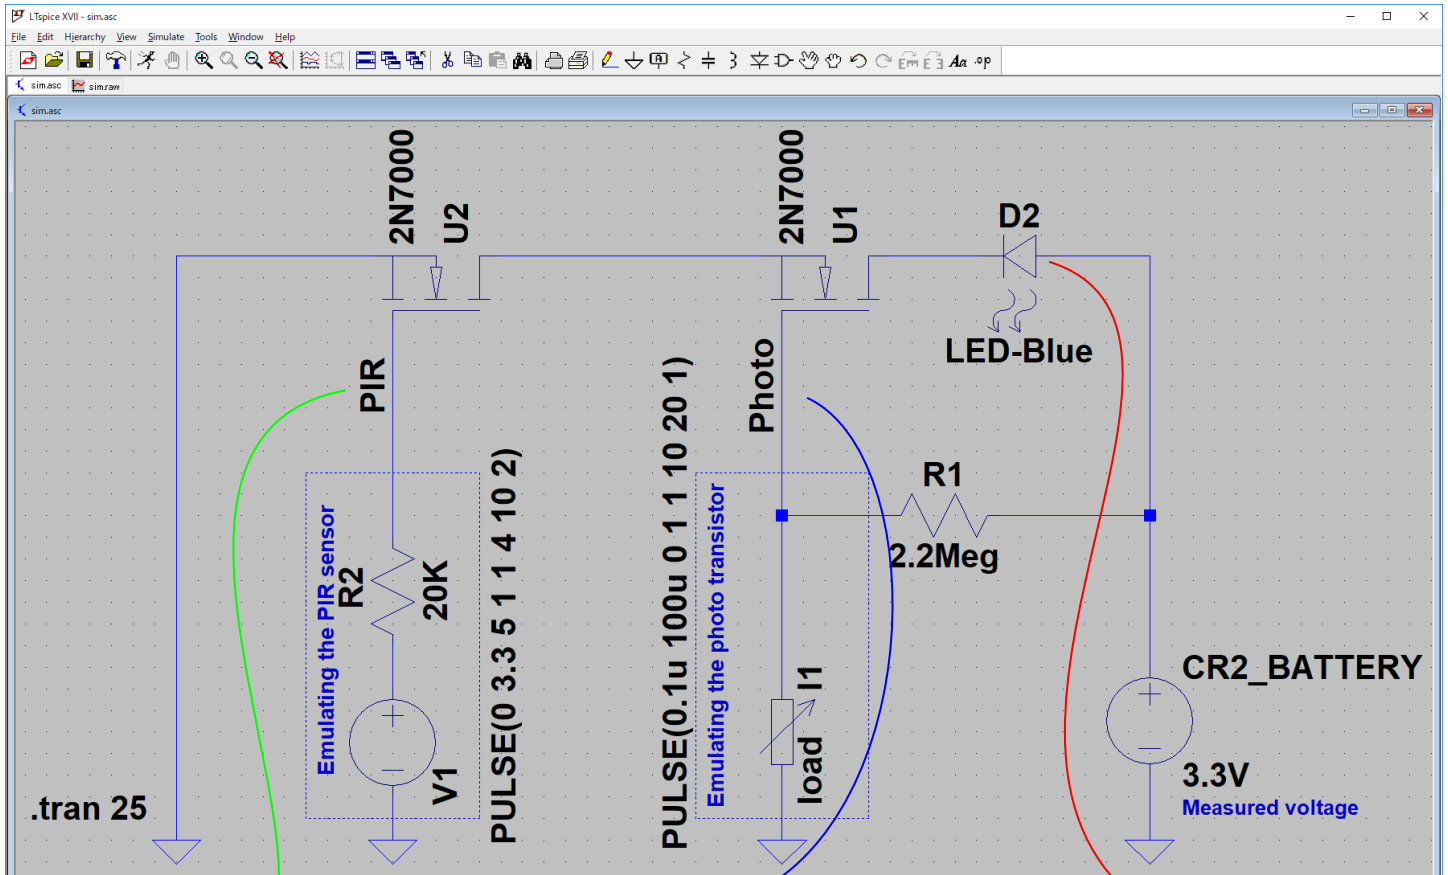 LTspice XVII - sim.asc
File Edit Hierarchy View Simulate Tools Window Help
.op
sim.asc sim.raw
sim.asc
2N7000
U2
2N7000
U1
D2
LED-Blue
PIR
Photo
PULSE(0 3.3 5 1 1 4 10 2)
PULSE(0.1u 100u 0 1 1 10 20 1)
R1
2.2Meg
Emulating the PIR sensor
R2
20K
V1
Emulating the photo transistor
I1
load
CR2_BATTERY
3.3V
Measured voltage
.tran 25